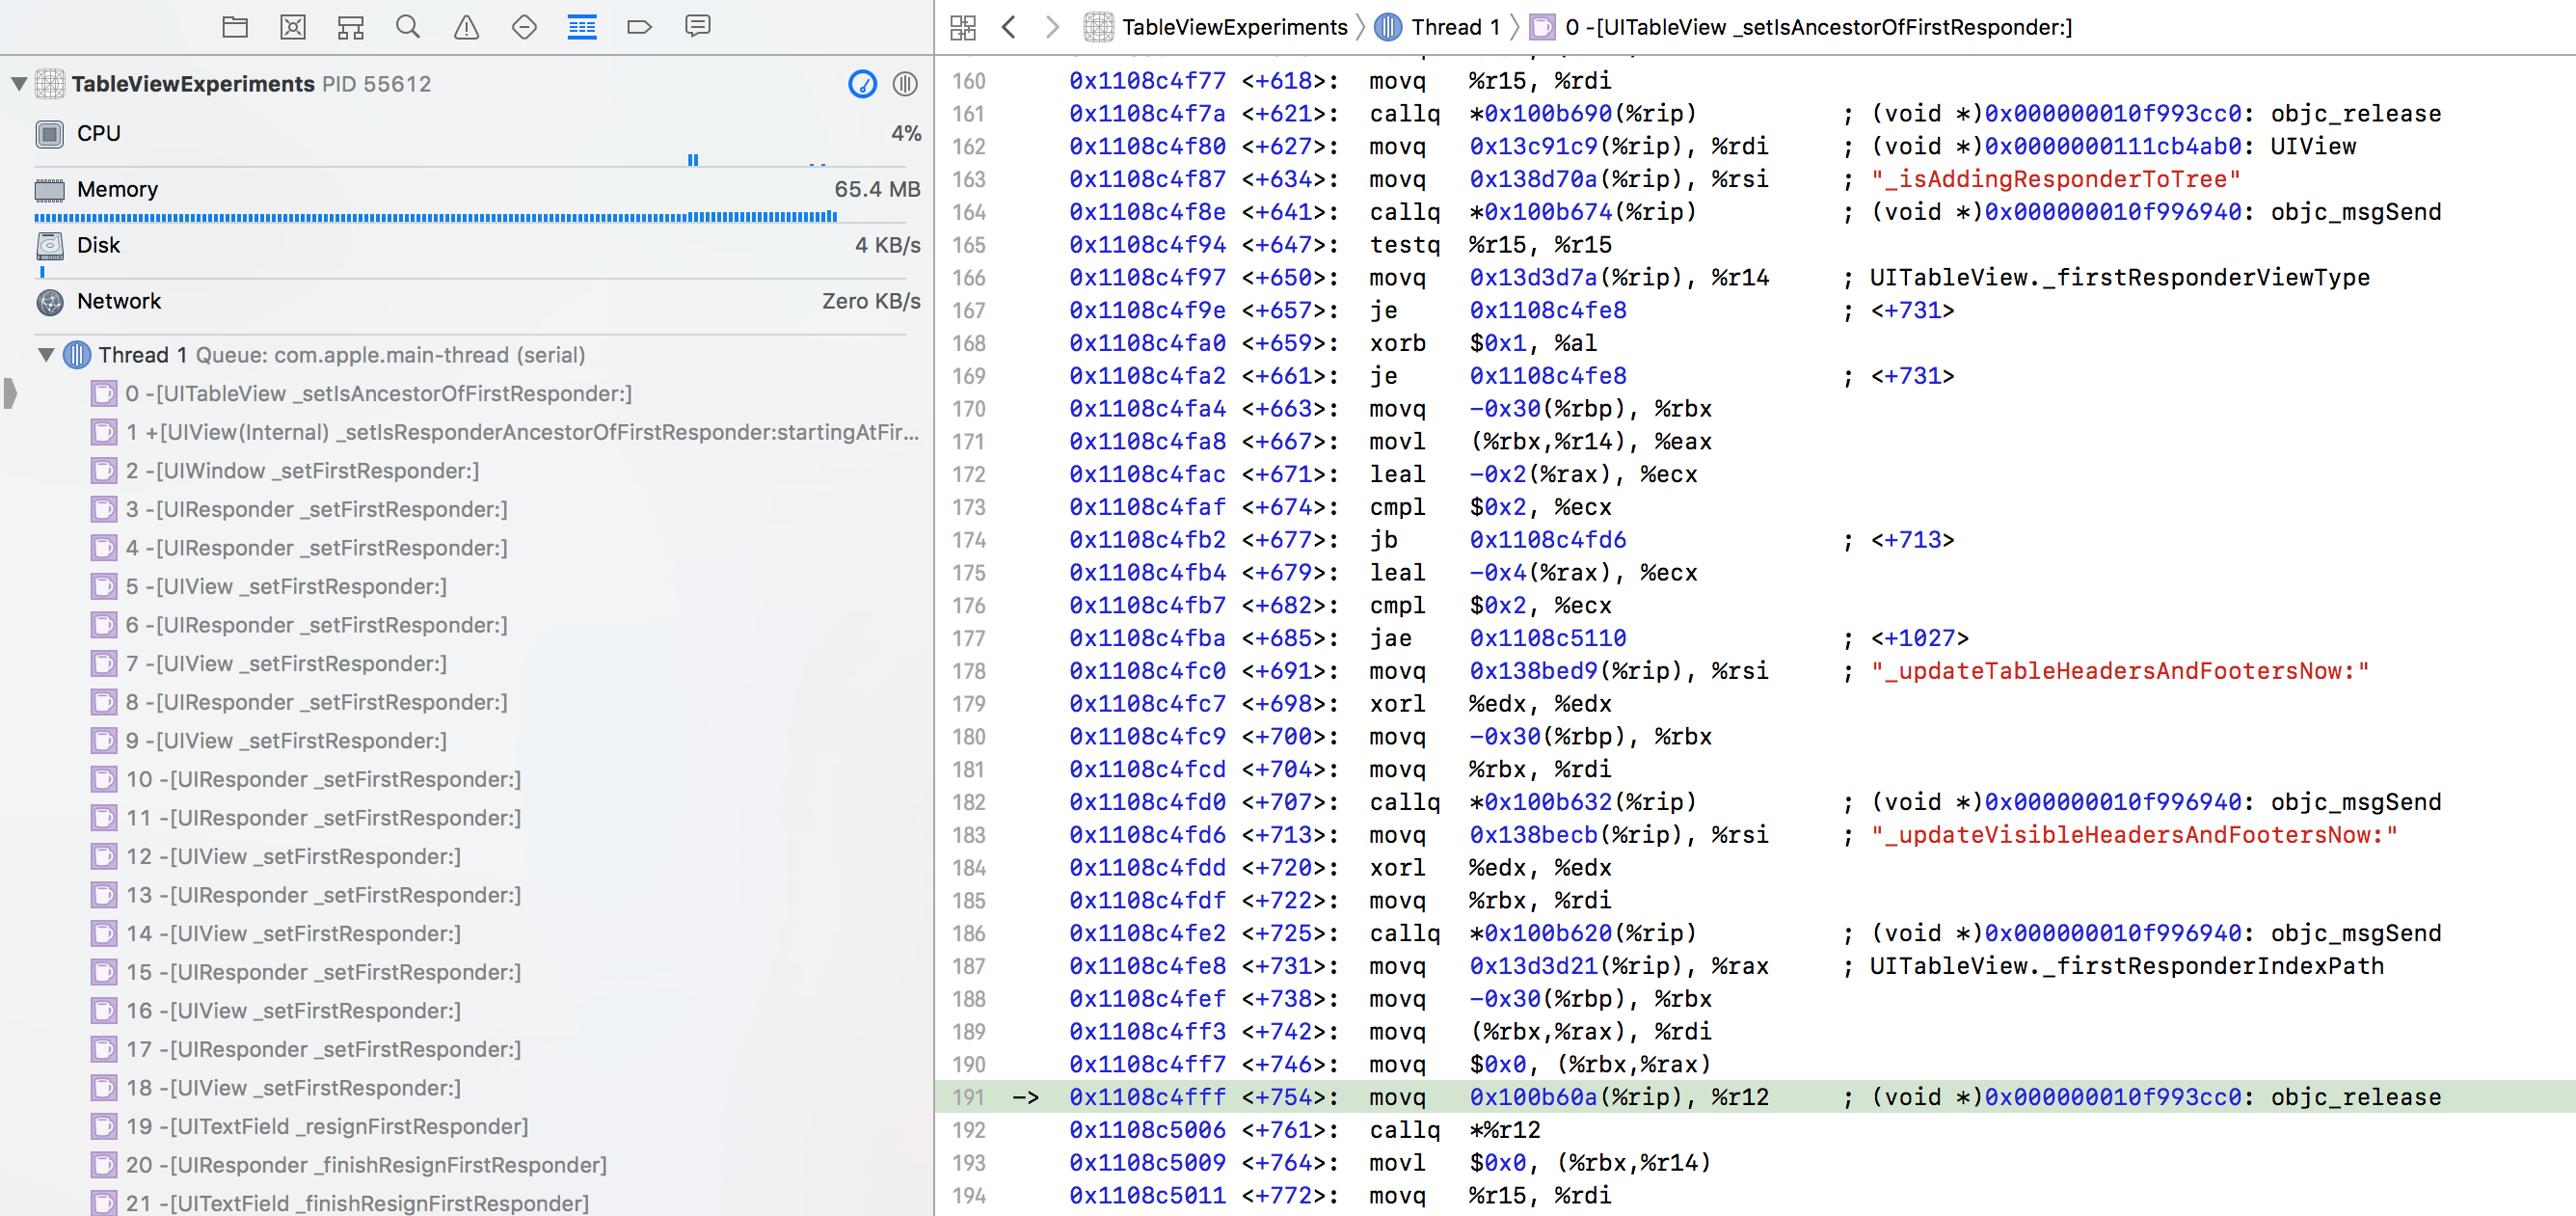 TableViewExperiments PID 55612
CPU 4%
Memory 65.4 MB
Disk 4 KB/s
Network Zero KB/s
Thread 1 Queue: com.apple.main-thread (serial)
0 -[UITableView _setIsAncestorOfFirstResponder:]
1 +[UIView(Internal) _setIsResponderAncestorOfFirstResponder:startingAtFir...
2 -[UIWindow _setFirstResponder:]
3 -[UIResponder _setFirstResponder:]
4 -[UIResponder _setFirstResponder:]
5 -[UIView _setFirstResponder:]
6 -[UIResponder _setFirstResponder:]
7 -[UIView _setFirstResponder:]
8 -[UIResponder _setFirstResponder:]
9 -[UIView _setFirstResponder:]
10 -[UIResponder _setFirstResponder:]
11 -[UIResponder _setFirstResponder:]
12 -[UIView _setFirstResponder:]
13 -[UIResponder _setFirstResponder:]
14 -[UIView _setFirstResponder:]
15 -[UIResponder _setFirstResponder:]
16 -[UIView _setFirstResponder:]
17 -[UIResponder _setFirstResponder:]
18 -[UIView _setFirstResponder:]
19 -[UITextField _resignFirstResponder]
20 -[UIResponder _finishResignFirstResponder]
21 -[UITextField _finishResignFirstResponder]
TableViewExperiments 〉 Thread 1 〉 0 -[UITableView _setIsAncestorOfFirstResponder:]
160 0x1108c4f77 <+618>: movq %r15, %rdi
161 0x1108c4f7a <+621>: callq *0x100b690(%rip) ; (void *)0x000000010f993cc0: objc_release
162 0x1108c4f80 <+627>: movq 0x13c91c9(%rip), %rdi ; (void *)0x0000000111cb4ab0: UIView
163 0x1108c4f87 <+634>: movq 0x138d70a(%rip), %rsi ; "_isAddingResponderToTree"
164 0x1108c4f8e <+641>: callq *0x100b674(%rip) ; (void *)0x000000010f996940: objc_msgSend
165 0x1108c4f94 <+647>: testq %r15, %r15
166 0x1108c4f97 <+650>: movq 0x13d3d7a(%rip), %r14 ; UITableView._firstResponderViewType
167 0x1108c4f9e <+657>: je 0x1108c4fe8 ; <+731>
168 0x1108c4fa0 <+659>: xorb $0x1, %al
169 0x1108c4fa2 <+661>: je 0x1108c4fe8 ; <+731>
170 0x1108c4fa4 <+663>: movq -0x30(%rbp), %rbx
171 0x1108c4fa8 <+667>: movl (%rbx,%r14), %eax
172 0x1108c4fac <+671>: leal -0x2(%rax), %ecx
173 0x1108c4faf <+674>: cmpl $0x2, %ecx
174 0x1108c4fb2 <+677>: jb 0x1108c4fd6 ; <+713>
175 0x1108c4fb4 <+679>: leal -0x4(%rax), %ecx
176 0x1108c4fb7 <+682>: cmpl $0x2, %ecx
177 0x1108c4fba <+685>: jae 0x1108c5110 ; <+1027>
178 0x1108c4fc0 <+691>: movq 0x138bed9(%rip), %rsi ; "_updateTableHeadersAndFootersNow:"
179 0x1108c4fc7 <+698>: xorl %edx, %edx
180 0x1108c4fc9 <+700>: movq -0x30(%rbp), %rbx
181 0x1108c4fcd <+704>: movq %rbx, %rdi
182 0x1108c4fd0 <+707>: callq *0x100b632(%rip) ; (void *)0x000000010f996940: objc_msgSend
183 0x1108c4fd6 <+713>: movq 0x138becb(%rip), %rsi ; "_updateVisibleHeadersAndFootersNow:"
184 0x1108c4fdd <+720>: xorl %edx, %edx
185 0x1108c4fdf <+722>: movq %rbx, %rdi
186 0x1108c4fe2 <+725>: callq *0x100b620(%rip) ; (void *)0x000000010f996940: objc_msgSend
187 0x1108c4fe8 <+731>: movq 0x13d3d21(%rip), %rax ; UITableView._firstResponderIndexPath
188 0x1108c4fef <+738>: movq -0x30(%rbp), %rbx
189 0x1108c4ff3 <+742>: movq (%rbx,%rax), %rdi
190 0x1108c4ff7 <+746>: movq $0x0, (%rbx,%rax)
191 -> 0x1108c4fff <+754>: movq 0x100b60a(%rip), %r12 ; (void *)0x000000010f993cc0: objc_release
192 0x1108c5006 <+761>: callq *%r12
193 0x1108c5009 <+764>: movl $0x0, (%rbx,%r14)
194 0x1108c5011 <+772>: movq %r15, %rdi